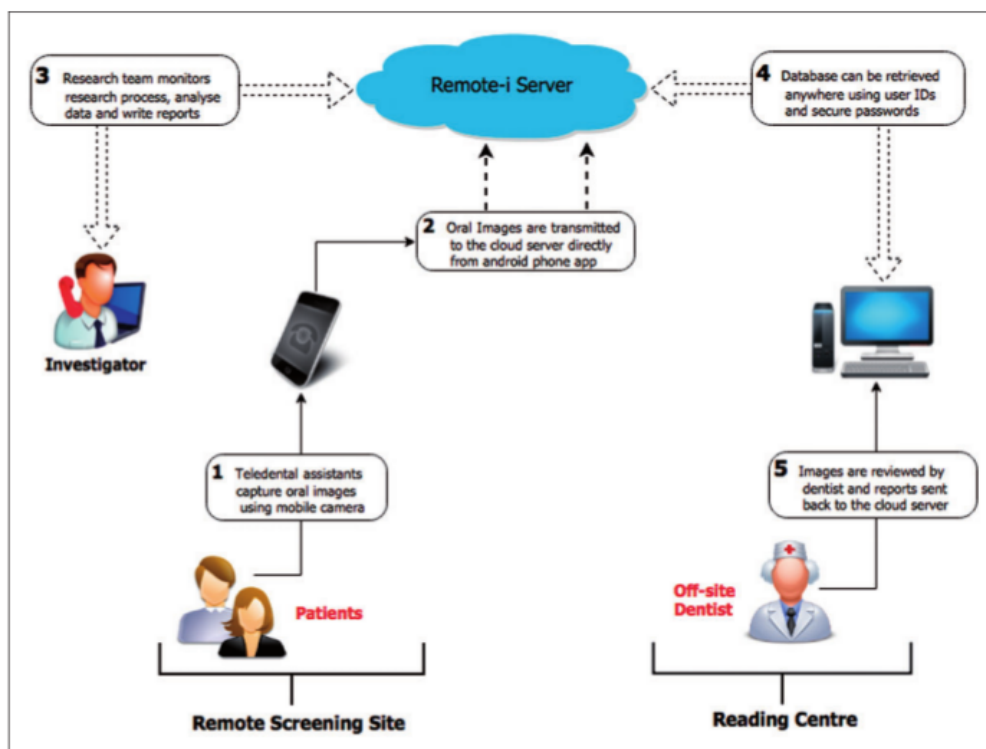 3 Research team monitors
research process, analyse
data and write reports
Remote-i Server
4 Database can be retrieved
anywhere using user IDs
and secure passwords
2 Oral Images are transmitted
to the cloud server directly
from android phone app
Investigator
1 Teledental assistants
capture oral images
using mobile camera
5 Images are reviewed by
dentist and reports sent
back to the cloud server
Patients
Off-site
Dentist
Remote Screening Site
Reading Centre